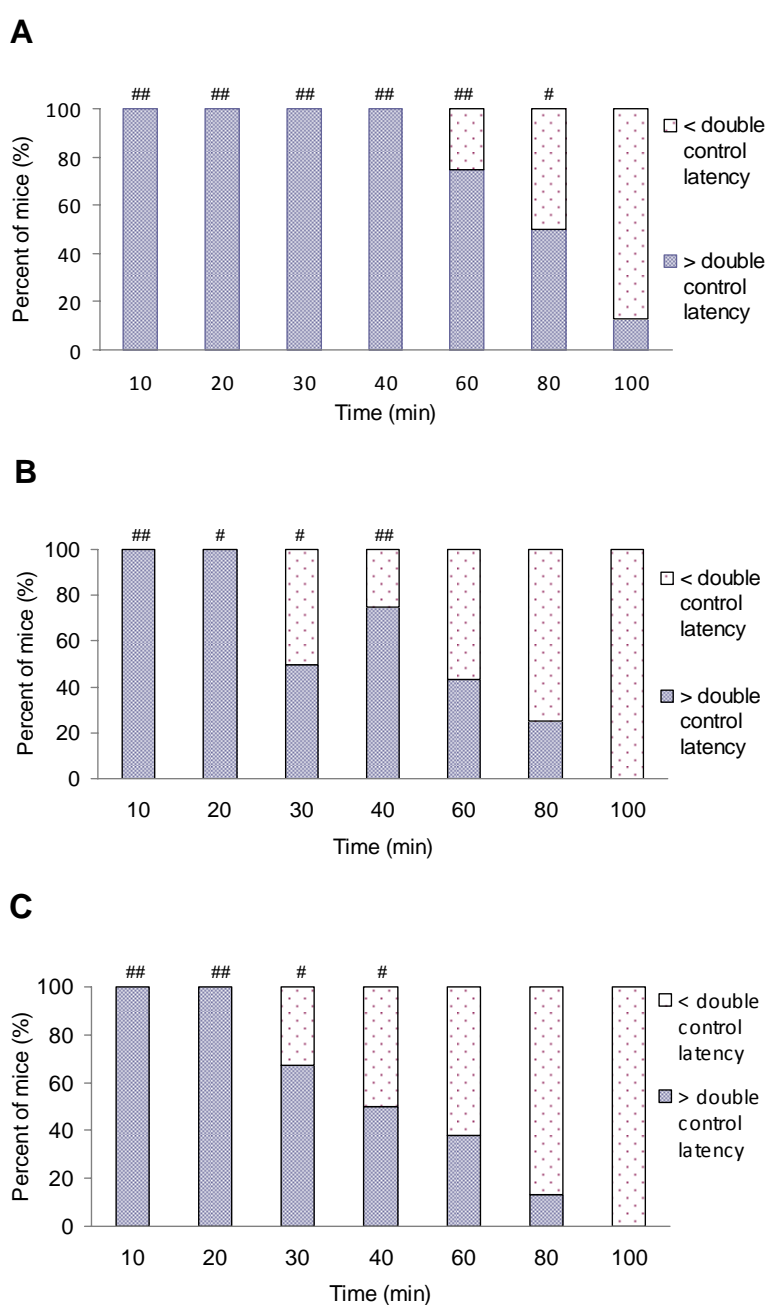 A
## ## ## ## ## #
100
80
60
40
20
0
Percent of mice (%)
10 20 30 40 60 80 100
Time (min)
< double
control
latency
> double
control
latency
B
## # # ##
100
80
60
40
20
0
Percent of mice (%)
10 20 30 40 60 80 100
Time (min)
< double
control
latency
> double
control
latency
C
## ## # #
100
80
60
40
20
0
Percent of mice (%)
10 20 30 40 60 80 100
Time (min)
< double
control
latency
> double
control
latency